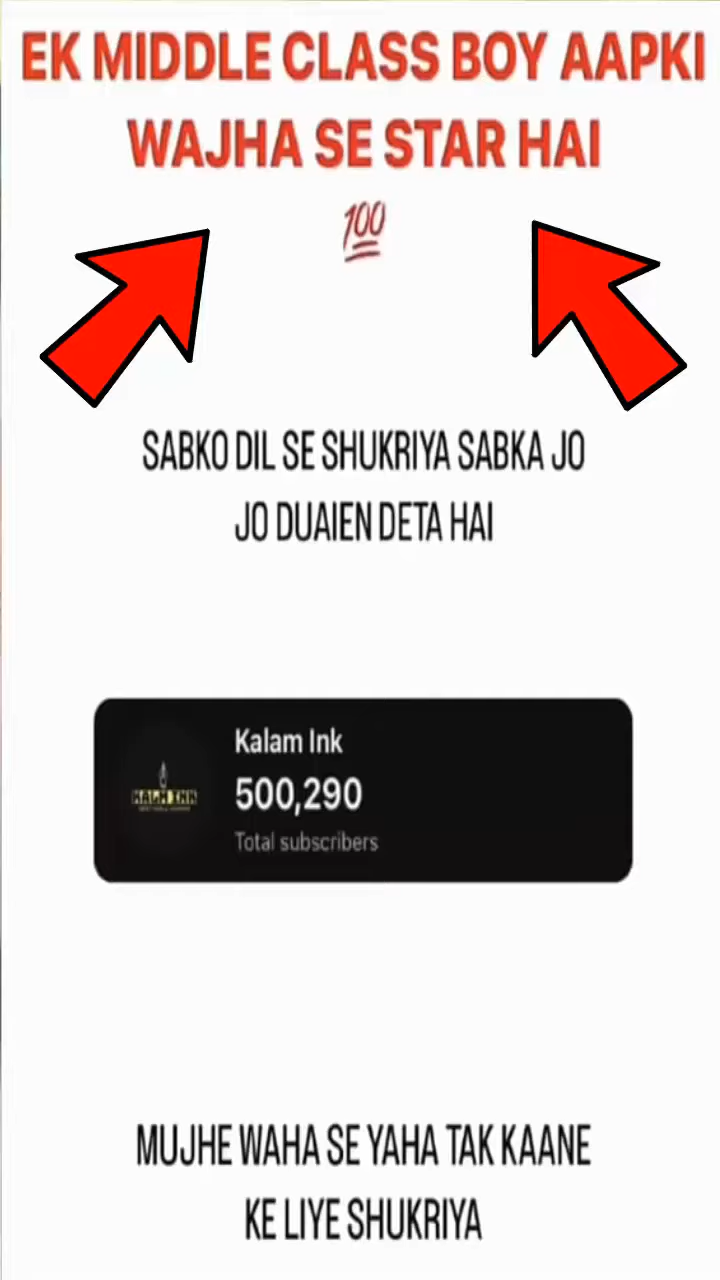 EK MIDDLE CLASS BOY AAPKI
WAJHA SE STAR HAI
💯
SABKO DIL SE SHUKRIYA SABKA JO
JO DUAIEN DETA HAI
Kalam Ink
500,290
Total subscribers
MUJHE WAHA SE YAHA TAK KAANE
KE LIYE SHUKRIYA